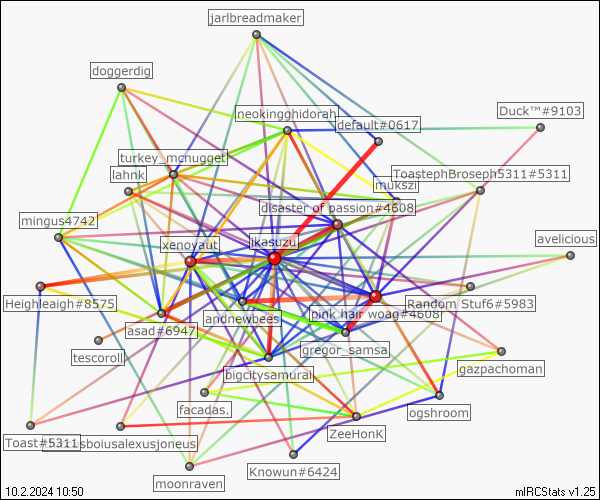 jarlbreadmaker
doggerdig
Duck™#9103
neokingghidorah
default#0617
turkey_mcnugget
lahnk
ToastephBroseph5311#5311
mukszi
disaster of passion#4608
mingus4742
xenoyaut
ikasuzu
avelicious
Heighleigh#8575
Random Stuf6#5983
andnewbees
pink hair woag#4608
asad#6947
tescoroll
gregor_samsa
gazpachoman
bigcitysamurai
facadas.
ogshroom
Toast#5311
sboiusalexusjoneus
ZeeHonK
moonraven
Knowun#6424
10.2.2024 10:50
mIRCStats v1.25